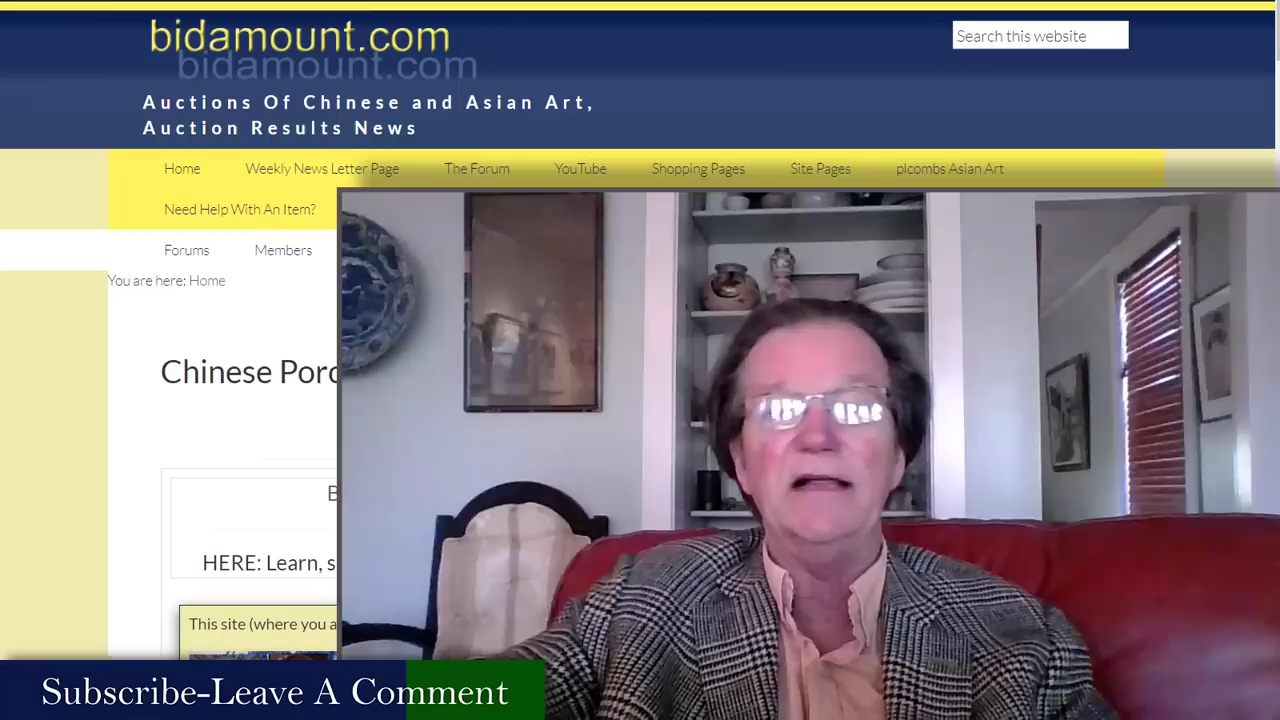 bidamount.com
bidamount.com
Search this website
Auctions Of Chinese and Asian Art,
Auction Results News
Home Weekly News Letter Page The Forum YouTube Shopping Pages Site Pages plcombs Asian Art
Need Help With An Item?
Forums Members
You are here: Home
Chinese Porc
B
HERE: Learn, s
This site (where you a
Subscribe-Leave A Comment